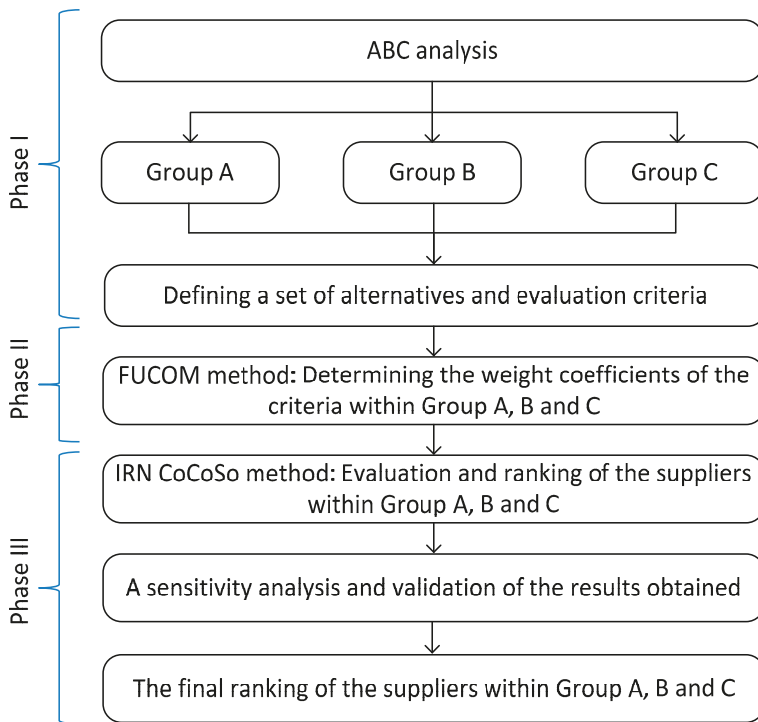 ABC analysis
Phase I
Group A
Group B
Group C
Defining a set of alternatives and evaluation criteria
Phase II
FUCOM method: Determining the weight coefficients of the
criteria within Group A, B and C
Phase III
IRN CoCoSo method: Evaluation and ranking of the suppliers
within Group A, B and C
A sensitivity analysis and validation of the results obtained
The final ranking of the suppliers within Group A, B and C